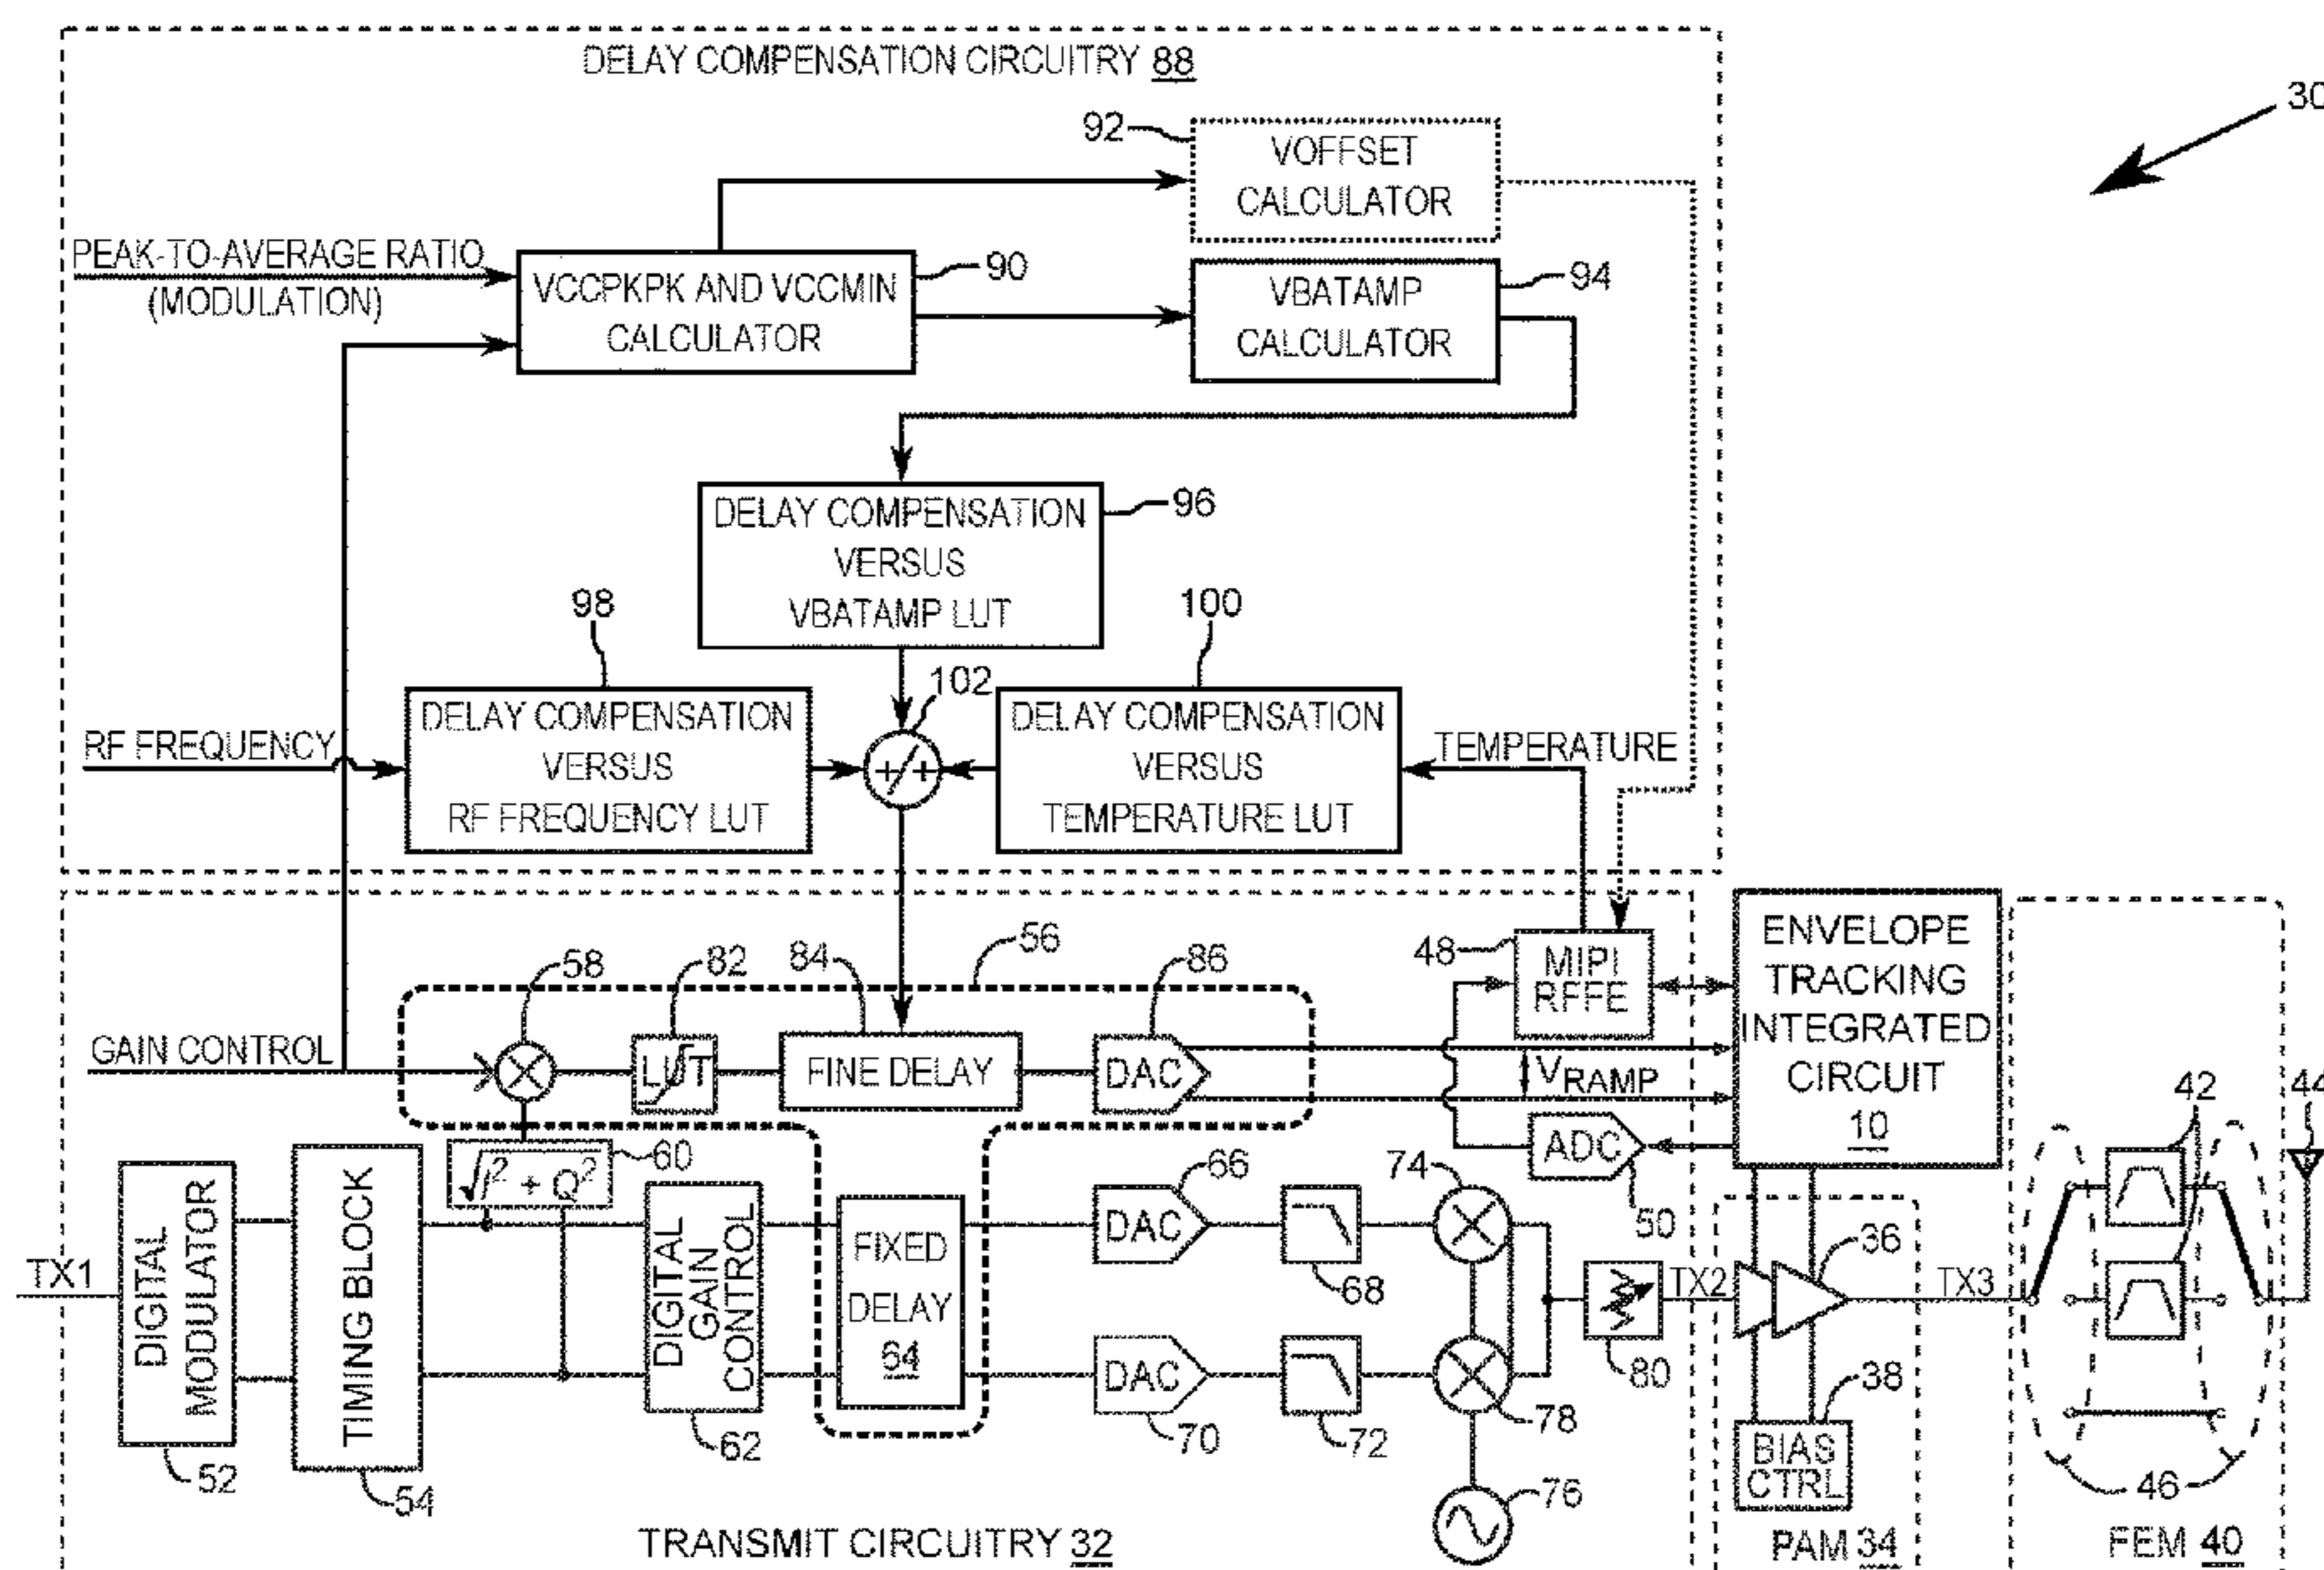 DELAY COMPENSATION CIRCUITRY 88
30
92
VOFFSET
CALCULATOR
PEAK-TO-AVERAGE RATIO
(MODULATION)
VCCPKPK AND VCCMIN
CALCULATOR
90
VBATAMP
CALCULATOR
94
DELAY COMPENSATION
VERSUS
VBATAMP LUT
96
98
100
102
RF FREQUENCY
DELAY COMPENSATION
VERSUS
RF FREQUENCY LUT
+/+
DELAY COMPENSATION
VERSUS
TEMPERATURE LUT
TEMPERATURE
56
58
82
84
86
48
MIPI
RFFE
ENVELOPE
TRACKING
INTEGRATED
CIRCUIT
10
GAIN CONTROL
LUT
FINE DELAY
DAC
VRAMP
ADC
50
42
44
√I² + Q²
60
66
74
TX1
DIGITAL
MODULATOR
52
TIMING BLOCK
54
DIGITAL
GAIN
CONTROL
62
FIXED
DELAY
64
DAC
68
DAC
70
72
78
76
80
TX2
36
TX3
38
BIAS
CTRL
46
TRANSMIT CIRCUITRY 32
PAM 34
FEM 40